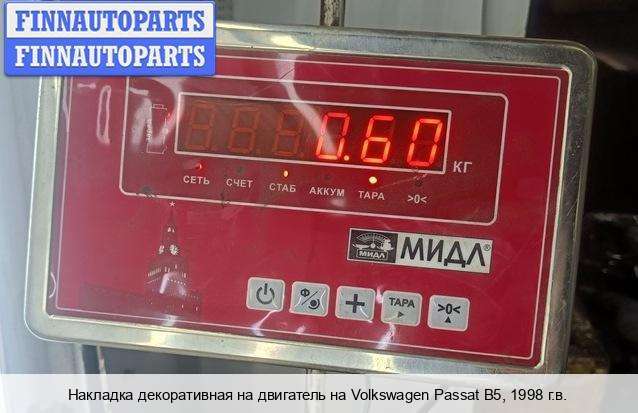 FINNAUTOPARTS
FINNAUTOPARTS
0.60
КГ
СЕТЬ СЧЕТ СТАБ АККУМ ТАРА >0<
МИДЛ МИДЛ®
Ф ТАРА >0<
Накладка декоративная на двигатель на Volkswagen Passat B5, 1998 г.в.